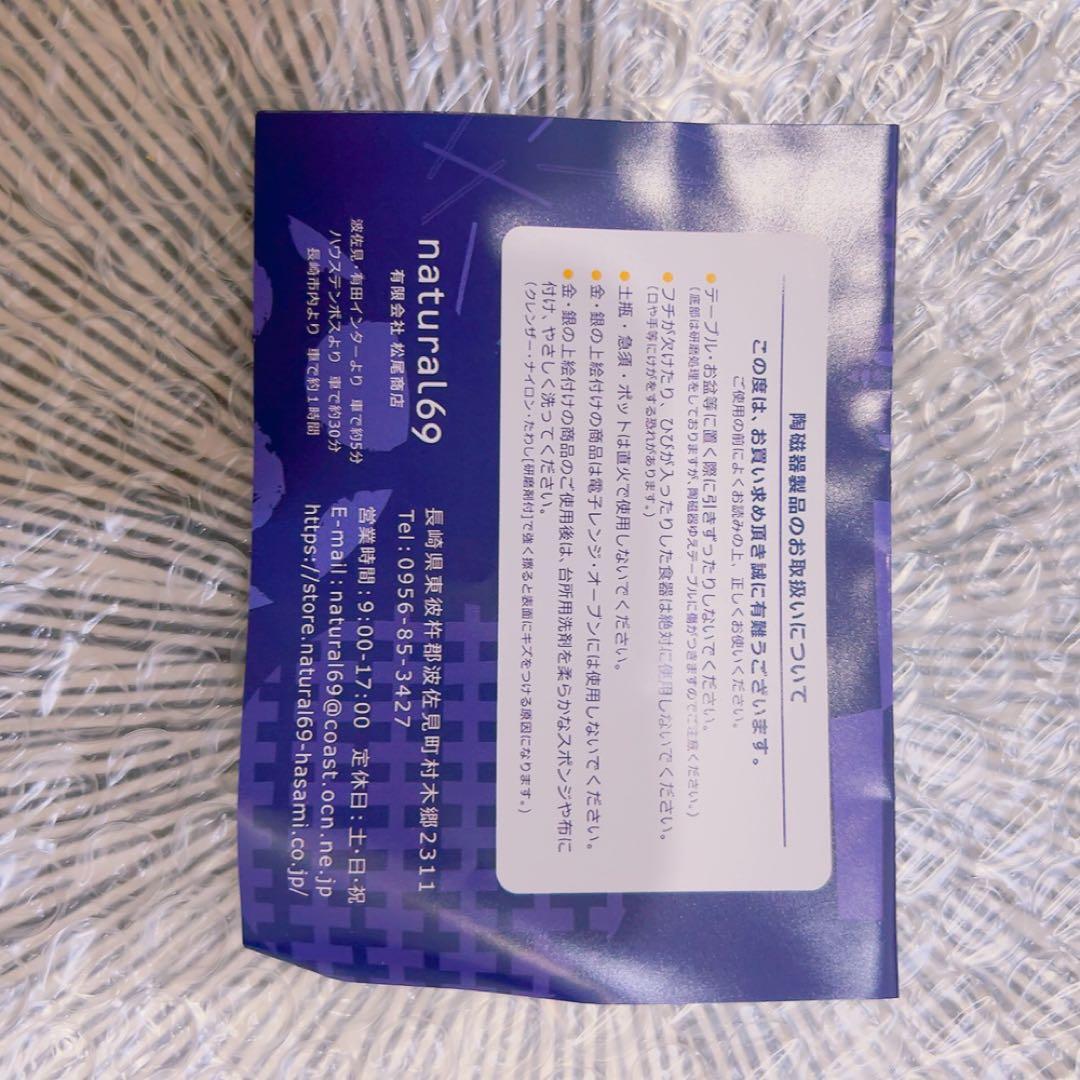 陶磁器製品のお取扱いについて
この度は、お買い求め頂き誠に有難うございます。
ご使用の前によくお読みの上、正しくお使いください。
●テーブル・お盆等に置く際に引きずったりしないでください。
(底部は研磨処理をしておりますが、陶磁器ゆえテーブルに傷がつきますのでご注意ください。)
●フチが欠けたり、ひびが入ったりした食器は絶対に使用しないでください。
(口や手等にけがをする恐れがあります。)
●土瓶・急須・ポットは直火で使用しないでください。
●金・銀の上絵付けの商品は電子レンジ・オーブンには使用しないでください。
●金・銀の上絵付けの商品のご使用後は、台所用洗剤を柔らかなスポンジや布に
付け、やさしく洗ってください。
(クレンザー・ナイロン・たわし[研磨剤付]で強く擦ると表面にキズをつける原因になります。)
natural69
有限会社 松尾商店
波佐見・有田インターより 車で約5分
ハウステンボスより 車で約30分
長崎市内より 車で約1時間
長崎県東彼杵郡波佐見町村木郷2311
Tel:0956-85-3427
営業時間:9:00-17:00 定休日:土・日・祝
E-mail:natural69@coast.ocn.ne.jp
https://store.natural69-hasami.co.jp/